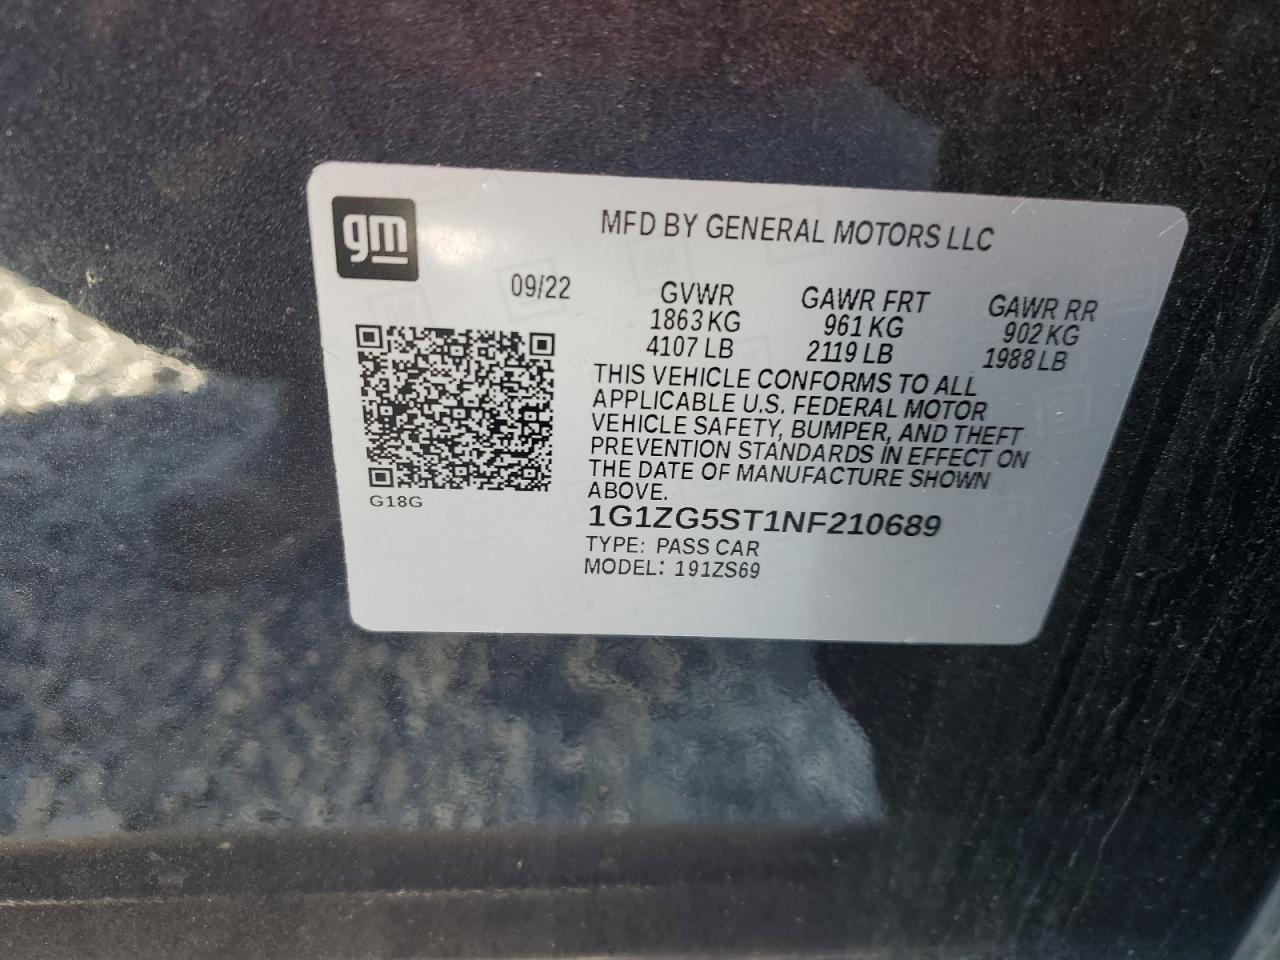 gm
MFD BY GENERAL MOTORS LLC
09/22
GVWR GAWR FRT GAWR RR
1863 KG 961 KG 902 KG
4107 LB 2119 LB 1988 LB
THIS VEHICLE CONFORMS TO ALL
APPLICABLE U.S. FEDERAL MOTOR
VEHICLE SAFETY, BUMPER, AND THEFT
PREVENTION STANDARDS IN EFFECT ON
THE DATE OF MANUFACTURE SHOWN
ABOVE.
G18G
1G1ZG5ST1NF210689
TYPE: PASS CAR
MODEL: 191ZS69